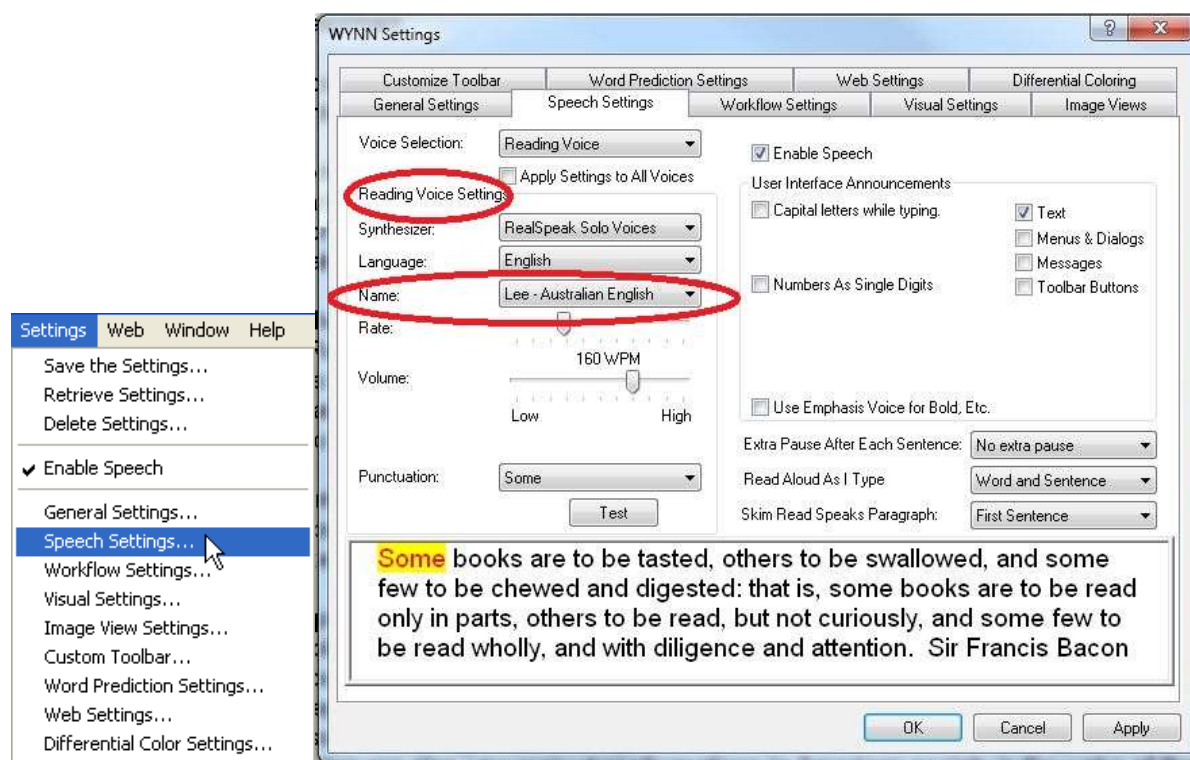 Settings Web Window Help
Save the Settings...
Retrieve Settings...
Delete Settings...
Enable Speech
General Settings...
Speech Settings...
Workflow Settings...
Visual Settings...
Image View Settings...
Custom Toolbar...
Word Prediction Settings...
Web Settings...
Differential Color Settings...
WYNN Settings
Customize Toolbar Word Prediction Settings Web Settings Differential Coloring
General Settings Speech Settings Workflow Settings Visual Settings Image Views
Voice Selection: Reading Voice
Apply Settings to All Voices
Reading Voice Settings
Synthesizer: RealSpeak Solo Voices
Language: English
Name: Lee - Australian English
Rate:
160 WPM
Volume:
Low High
Punctuation: Some
Test
Enable Speech
User Interface Announcements
Capital letters while typing. Text
Menus & Dialogs
Messages
Numbers As Single Digits Toolbar Buttons
Use Emphasis Voice for Bold, Etc.
Extra Pause After Each Sentence: No extra pause
Read Aloud As I Type Word and Sentence
Skim Read Speaks Paragraph: First Sentence
Some books are to be tasted, others to be swallowed, and some
few to be chewed and digested: that is, some books are to be read
only in parts, others to be read, but not curiously, and some few to
be read wholly, and with diligence and attention. Sir Francis Bacon
OK Cancel Apply